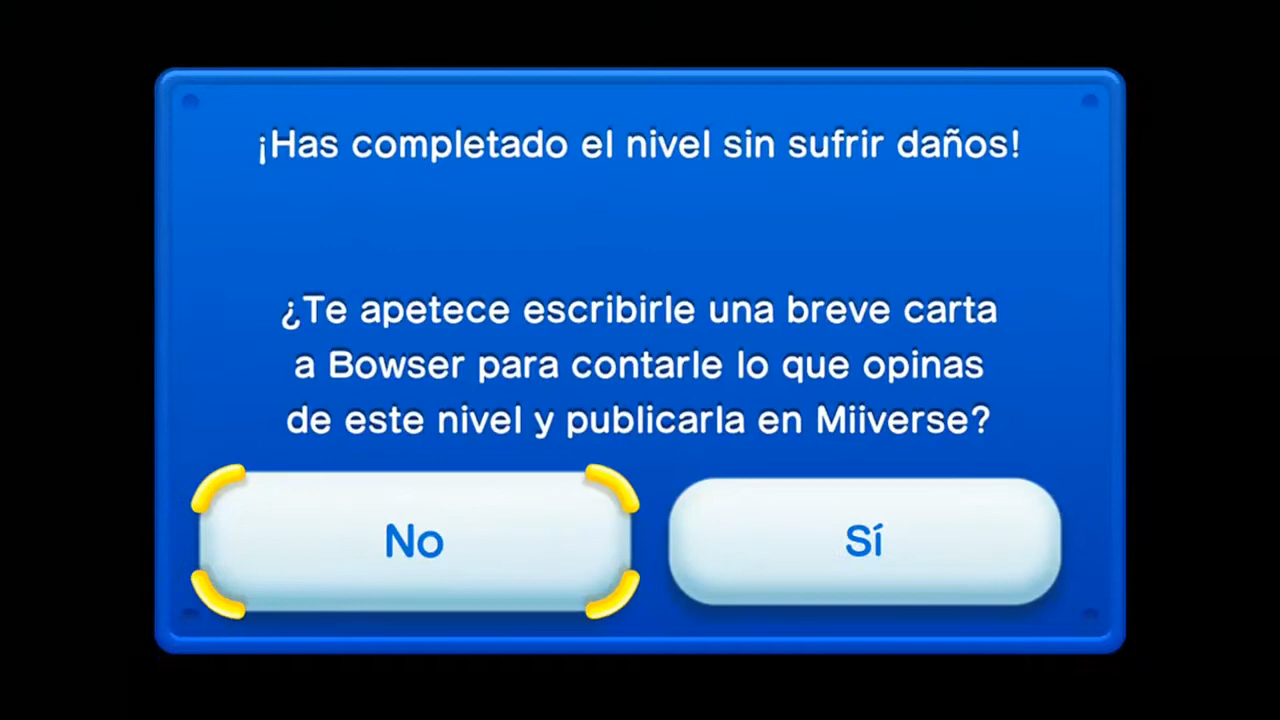 ¡Has completado el nivel sin sufrir daños!
¿Te apetece escribirle una breve carta
a Bowser para contarle lo que opinas
de este nivel y publicarla en Miiverse?
No
Sí